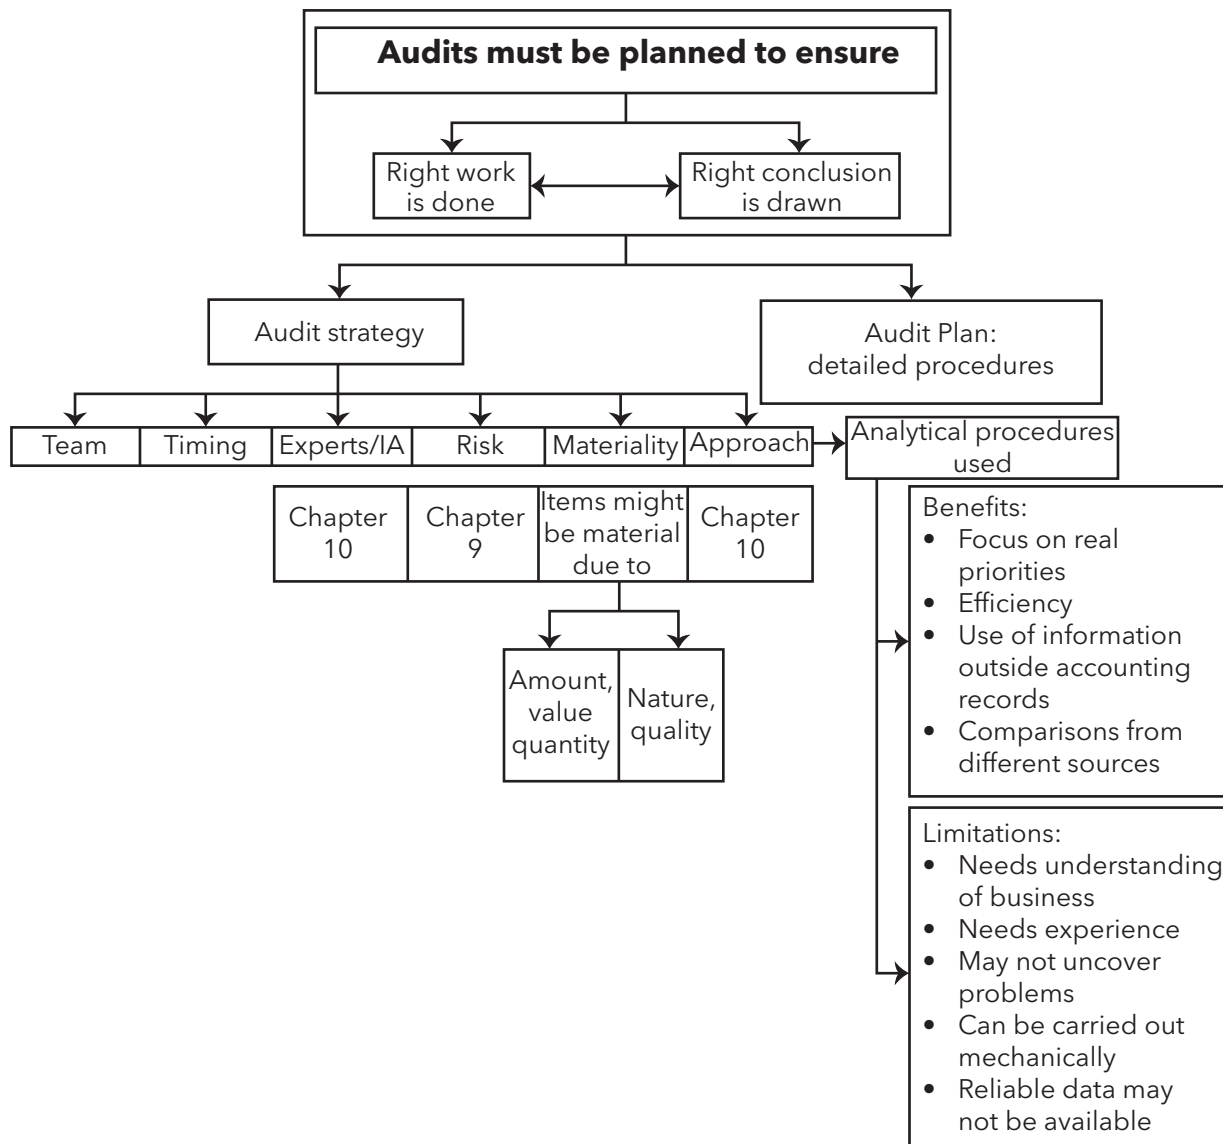 Audits must be planned to ensure
Right work
is done
Right conclusion
is drawn
Audit strategy
Audit Plan:
detailed procedures
Team
Timing
Experts/IA
Risk
Materiality
Approach
Analytical procedures
used
Chapter
10
Chapter
9
Items might
be material
due to
Chapter
10
Amount,
value
quantity
Nature,
quality
Benefits:
• Focus on real
priorities
• Efficiency
• Use of information
outside accounting
records
• Comparisons from
different sources
Limitations:
• Needs understanding
of business
• Needs experience
• May not uncover
problems
• Can be carried out
mechanically
• Reliable data may
not be available